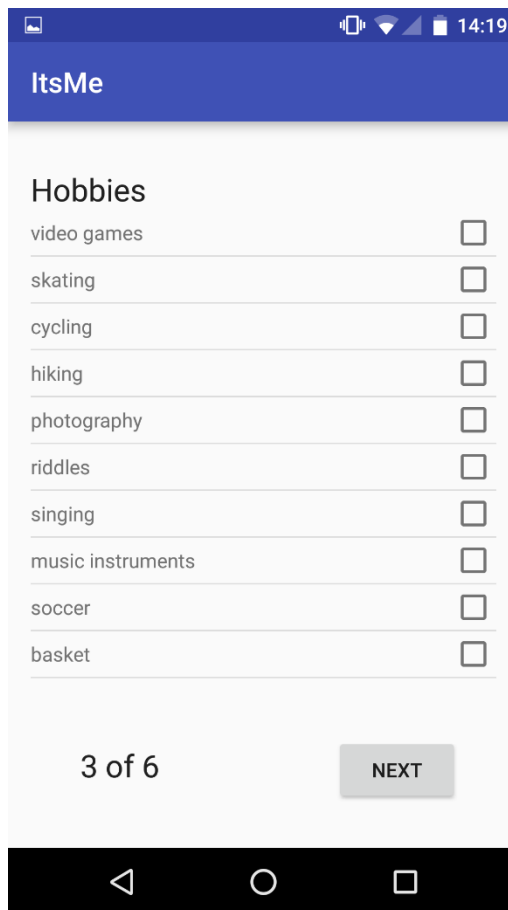 14:19
ItsMe
Hobbies
video games
skating
cycling
hiking
photography
riddles
singing
music instruments
soccer
basket
3 of 6 NEXT